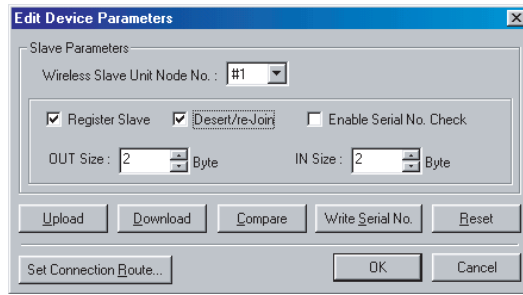 Edit Device Parameters
Slave Parameters
Wireless Slave Unit Node No. : #1
Register Slave Desert/re-Join Enable Serial No. Check
OUT Size : 2 Byte IN Size : 2 Byte
Upload Download Compare Write Serial No. Reset
Set Connection Route... OK Cancel